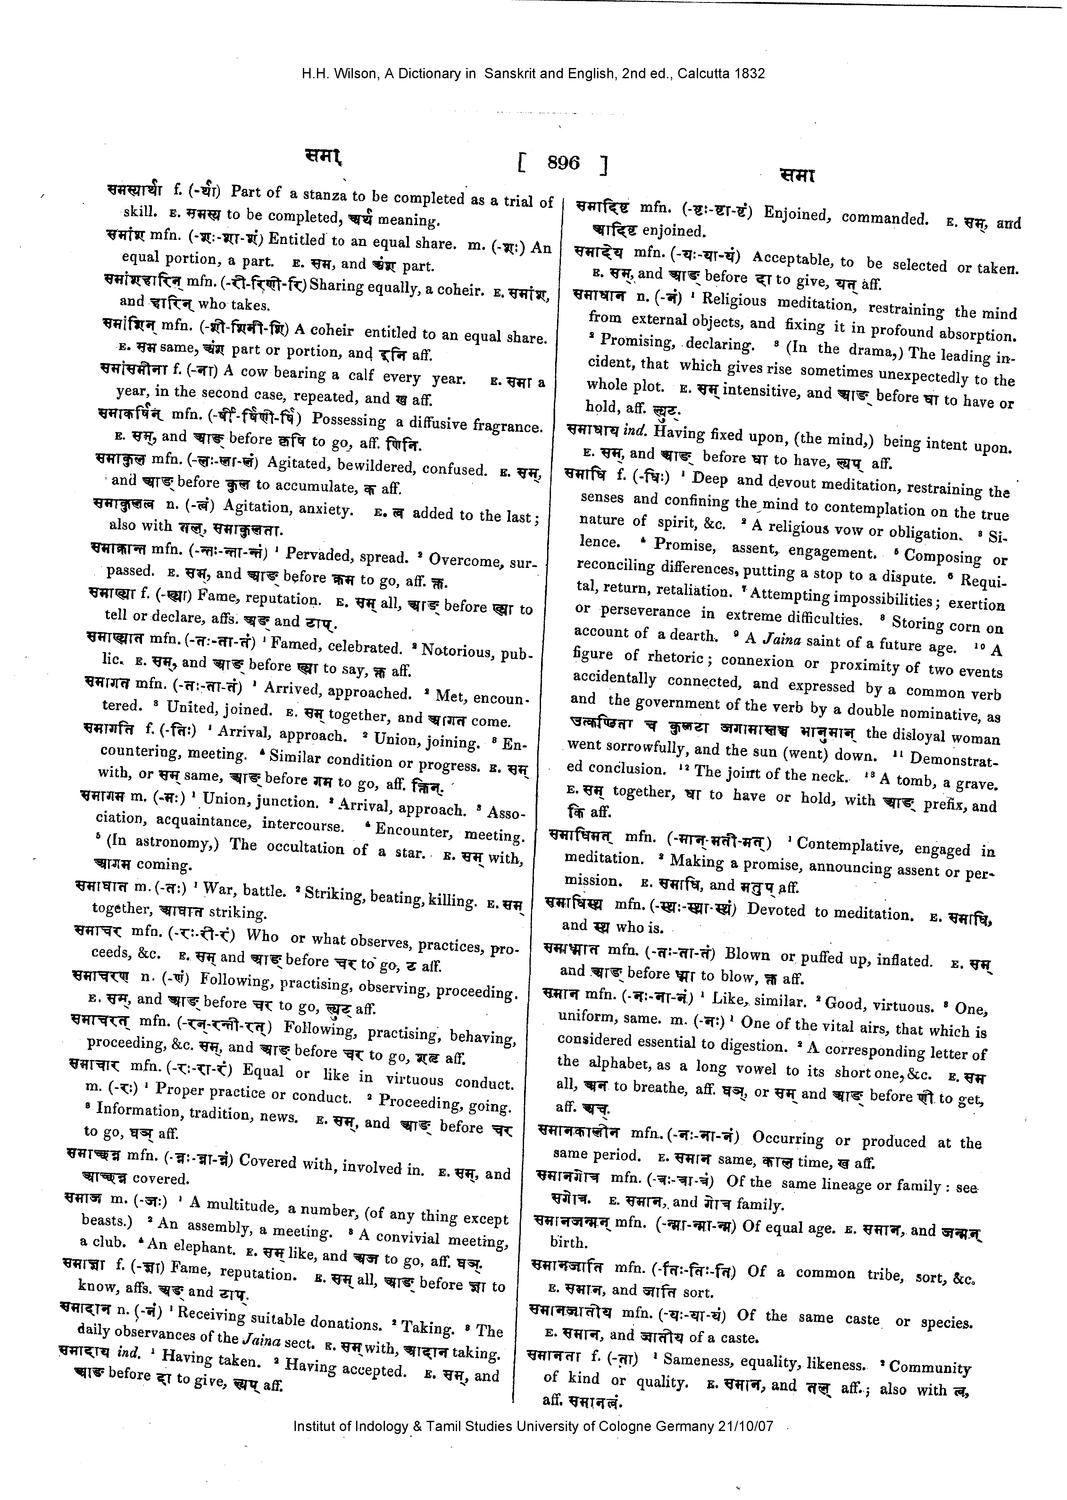 H.H. Wilson, A Dictionary in Sanskrit and English, 2nd ed., Calcutta 1832
समा
[ 896 ]
समा
समस्यार्था f. (-र्था) Part of a stanza to be completed as a trial of
skill. E. समस्य to be completed, अर्थ meaning.
समांश mfn. (-शः-शा-शं) Entitled to an equal share. m. (-शः) An
equal portion, a part. E. सम, and अंश part.
समांशहारिन् mfn. (-री-रिणी-रि) Sharing equally, a coheir. E. समांश,
and हारिन् who takes.
समांशिन् mfn. (-शी-शिनी-शि) A coheir entitled to an equal share.
E. सम same, अंश part or portion, and इनि aff.
समांसमीना f. (-ना) A cow bearing a calf every year. E. समा a
year, in the second case, repeated, and ख aff.
समाकर्षिन् mfn. (-र्षी-र्षिणी-र्षि) Possessing a diffusive fragrance.
E. सम्, and आङ् before कृषि to go, aff. णिनि.
समाकुल mfn. (-लः-ला-लं) Agitated, bewildered, confused. E. सम्,
and आङ् before कुल to accumulate, क aff.
समाकुलत्व n. (-त्वं) Agitation, anxiety. E. त्व added to the last;
also with तल्, समाकुलता.
समाक्रान्त mfn. (-न्तः-न्ता-न्तं) ¹ Pervaded, spread. ² Overcome, sur-
passed. E. सम्, and आङ् before क्रम to go, aff. क्त.
समाख्या f. (-ख्या) Fame, reputation. E. सम् all, आङ् before ख्या to
tell or declare, affs. अङ् and टाप्.
समाख्यात mfn. (-तः-ता-तं) ¹ Famed, celebrated. ² Notorious, pub-
lic. E. सम्, and आङ् before ख्या to say, क्त aff.
समागत mfn. (-तः-ता-तं) ¹ Arrived, approached. ² Met, encoun-
tered. ³ United, joined. E. सम् together, and आगत come.
समागति f. (-तिः) ¹ Arrival, approach. ² Union, joining. ³ En-
countering, meeting. ⁴ Similar condition or progress. E. सम्
with, or सम् same, आङ् before गम to go, aff. क्तिन्.
समागम m. (-मः) ¹ Union, junction. ² Arrival, approach. ³ Asso-
ciation, acquaintance, intercourse. ⁴ Encounter, meeting.
⁵ (In astronomy,) The occultation of a star. E. सम् with,
आगम coming.
समाघात m. (-तः) ¹ War, battle. ² Striking, beating, killing. E. सम्
together, आघात striking.
समाचर mfn. (-रः-री-रं) Who or what observes, practices, pro-
ceeds, &c. E. सम् and आङ् before चर to go, ट aff.
समाचरण n. (-णं) Following, practising, observing, proceeding.
E. सम्, and आङ् before चर to go, ल्युट् aff.
समाचरत् mfn. (-रन्-रन्ती-रत्) Following, practising, behaving,
proceeding, &c. सम्, and आङ् before चर to go, शतृ aff.
समाचार mfn. (-रः-रा-रं) Equal or like in virtuous conduct.
m. (-रः) ¹ Proper practice or conduct. ² Proceeding, going.
³ Information, tradition, news. E. सम्, and आङ् before चर
to go, घञ् aff.
समाच्छन्न mfn. (-न्नः-न्ना-न्नं) Covered with, involved in. E. सम्, and
आच्छन्न covered.
समाज m. (-जः) ¹ A multitude, a number, (of any thing except
beasts.) ² An assembly, a meeting. ³ A convivial meeting,
a club. ⁴ An elephant. E. सम् like, and अज to go, aff. घञ्.
समाज्ञा f. (-ज्ञा) Fame, reputation. E. सम् all, आङ् before ज्ञा to
know, affs. अङ् and टाप्.
समादान n. (-नं) ¹ Receiving suitable donations. ² Taking. ³ The
daily observances of the Jaina sect. E. सम् with, आदान taking.
समादाय ind. ¹ Having taken. ² Having accepted. E. सम्, and
आङ before दा to give, ल्यप् aff.
समादिष्ट mfn. (-ष्टः-ष्टा-ष्टं) Enjoined, commanded. E. सम्, and
आदिष्ट enjoined.
समादेय mfn. (-यः-या-यं) Acceptable, to be selected or taken.
E. सम्, and आङ् before दा to give, यत् aff.
समाधान n. (-नं) ¹ Religious meditation, restraining the mind
from external objects, and fixing it in profound absorption.
² Promising, declaring. ³ (In the drama,) The leading in-
cident, that which gives rise sometimes unexpectedly to the
whole plot. E. सम् intensitive, and आङ् before धा to have or
hold, aff. ल्युट्.
समाधाय ind. Having fixed upon, (the mind,) being intent upon.
E. सम्, and आङ् before धा to have, ल्यप् aff.
समाधि f. (-धिः) ¹ Deep and devout meditation, restraining the
senses and confining the mind to contemplation on the true
nature of spirit, &c. ² A religious vow or obligation. ³ Si-
lence. ⁴ Promise, assent, engagement. ⁵ Composing or
reconciling differences, putting a stop to a dispute. ⁶ Requi-
tal, return, retaliation. ⁷ Attempting impossibilities; exertion
or perseverance in extreme difficulties. ⁸ Storing corn on
account of a dearth. ⁹ A Jaina saint of a future age. ¹⁰ A
figure of rhetoric; connexion or proximity of two events
accidentally connected, and expressed by a common verb
and the government of the verb by a double nominative, as
उत्कण्ठिता च कुलटा जगामास्तञ्च भानुमान् the disloyal woman
went sorrowfully, and the sun (went) down. ¹¹ Demonstrat-
ed conclusion. ¹² The joint of the neck. ¹³ A tomb, a grave.
E. सम् together, धा to have or hold, with आङ् prefix, and
कि aff.
समाधिमत् mfn. (-मान्-मती-मत्) ¹ Contemplative, engaged in
meditation. ² Making a promise, announcing assent or per-
mission. E. समाधि, and मतुप् aff.
समाधिस्थ mfn. (-स्थः-स्था-स्थं) Devoted to meditation. E. समाधि,
and स्थ who is.
समाध्मात mfn. (-तः-ता-तं) Blown or puffed up, inflated. E. सम्
and आङ् before ध्मा to blow, क्त aff.
समान mfn. (-नः-ना-नं) ¹ Like, similar. ² Good, virtuous. ³ One,
uniform, same. m. (-नः) ¹ One of the vital airs, that which is
considered essential to digestion. ² A corresponding letter of
the alphabet, as a long vowel to its short one, &c. E. सम
all, अन to breathe, aff. घञ्, or सम् and आङ् before णी to get,
aff. अच्.
समानकालीन mfn. (-नः-ना-नं) Occurring or produced at the
same period. E. समान same, काल time, ख aff.
समानगोत्र mfn. (-त्रः-त्रा-त्रं) Of the same lineage or family: see
सगोत्र. E. समान, and गोत्र family.
समानजन्मन् mfn. (-न्मा-न्मा-न्म) Of equal age. E. समान, and जन्मन्
birth.
समानजाति mfn. (-तिः-तिः-ति) Of a common tribe, sort, &c.
E. समान, and जाति sort.
समानजातीय mfn. (-यः-या-यं) Of the same caste or species.
E. समान, and जातीय of a caste.
समानता f. (-ता) ¹ Sameness, equality, likeness. ² Community
of kind or quality. E. समान, and तल् aff.; also with त्व,
aff. समानत्वं.
Institut of Indology & Tamil Studies University of Cologne Germany 21/10/07